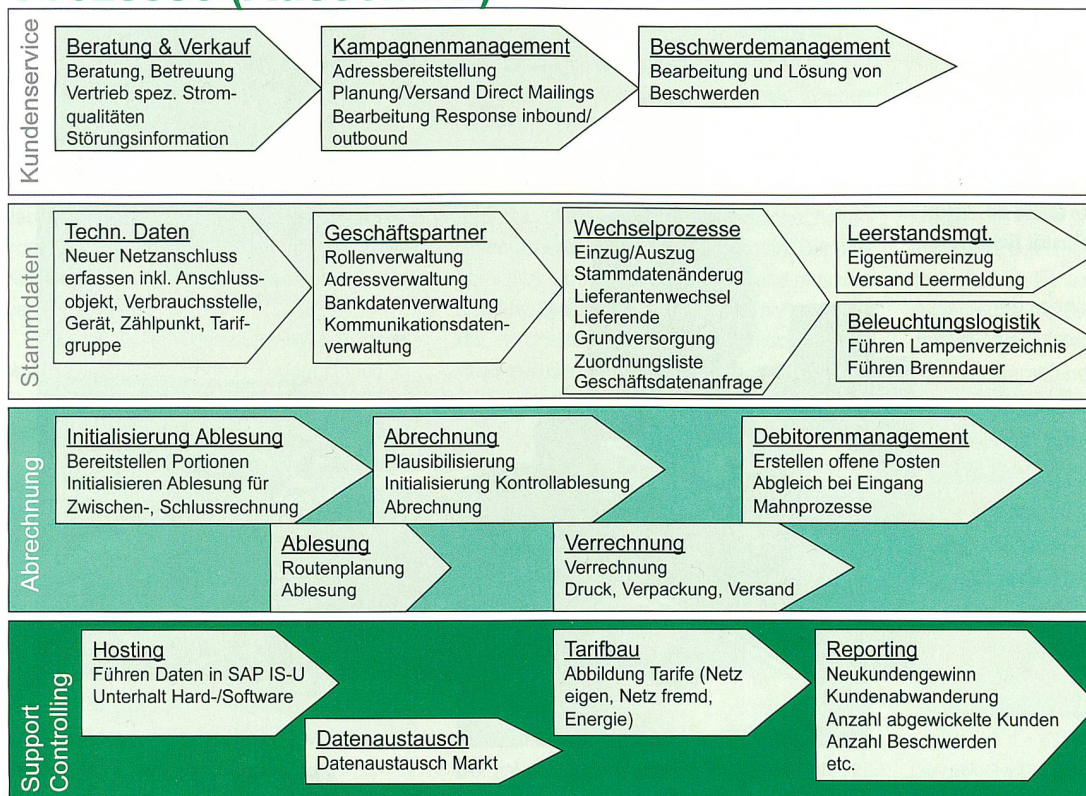 Kundenservice
Beratung & Verkauf
Beratung, Betreuung
Vertrieb spez. Strom-
qualitäten
Störungsinformation
Kampagnenmanagement
Adressbereitstellung
Planung/Versand Direct Mailings
Bearbeitung Response inbound/
outbound
Beschwerdemanagement
Bearbeitung und Lösung von
Beschwerden
Stammdaten
Techn. Daten
Neuer Netzanschluss
erfassen inkl. Anschluss-
objekt, Verbrauchsstelle,
Gerät, Zählpunkt, Tarif-
gruppe
Geschäftspartner
Rollenverwaltung
Adressverwaltung
Bankdatenverwaltung
Kommunikationsdaten-
verwaltung
Wechselprozesse
Einzug/Auszug
Stammdatenänderug
Lieferantenwechsel
Lieferende
Grundversorgung
Zuordnungsliste
Geschäftsdatenanfrage
Leerstandsmgt.
Eigentümereinzug
Versand Leermeldung
Beleuchtungslogistik
Führen Lampenverzeichnis
Führen Brenndauer
Abrechnung
Initialisierung Ablesung
Bereitstellen Portionen
Initialisieren Ablesung für
Zwischen-, Schlussrechnung
Ablesung
Routenplanung
Ablesung
Abrechnung
Plausibilisierung
Initialisierung Kontrollablesung
Abrechnung
Verrechnung
Verrechnung
Druck, Verpackung, Versand
Debitorenmanagement
Erstellen offene Posten
Abgleich bei Eingang
Mahnprozesse
Support
Controlling
Hosting
Führen Daten in SAP IS-U
Unterhalt Hard-/Software
Datenaustausch
Datenaustausch Markt
Tarifbau
Abbildung Tarife (Netz
eigen, Netz fremd,
Energie)
Reporting
Neukundengewinn
Kundenabwanderung
Anzahl abgewickelte Kunden
Anzahl Beschwerden
etc.